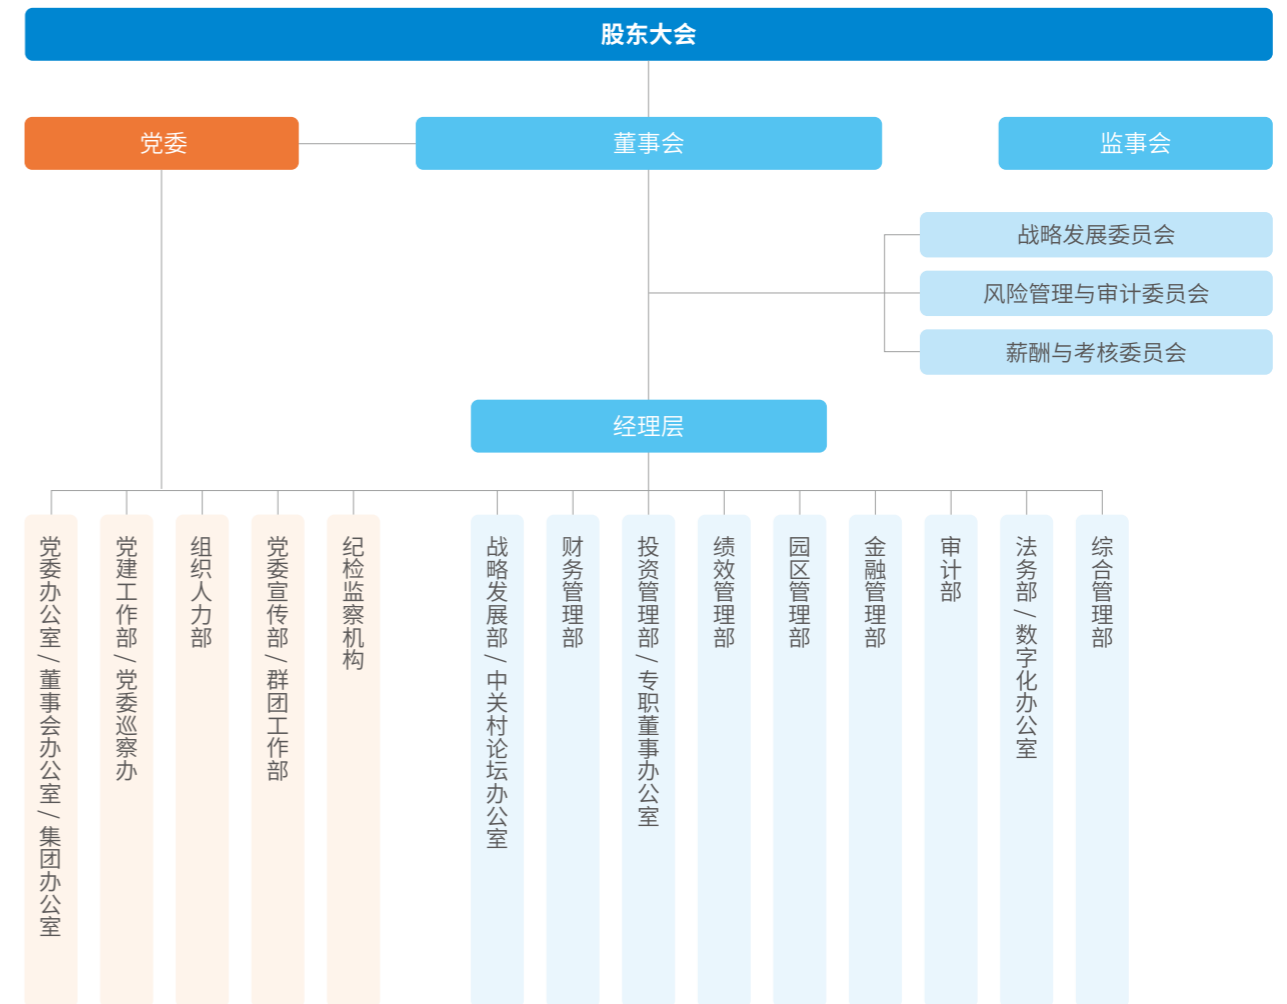 股东大会
党委
董事会
监事会
战略发展委员会
风险管理与审计委员会
薪酬与考核委员会
经理层
党委办公室/董事会办公室/集团办公室
党建工作部/党委巡察办
组织人力部
党委宣传部/群团工作部
纪检监察机构
战略发展部/中关村论坛办公室
财务管理部
投资管理部/专职董事办公室
绩效管理部
园区管理部
金融管理部
审计部
法务部/数字化办公室
综合管理部